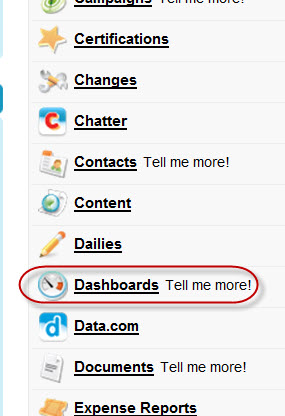 Campaigns Tell me more!
Certifications
Changes
Chatter
Contacts Tell me more!
Content
Dailies
Dashboards Tell me more!
Data.com
Documents Tell me more!
Expense Reports